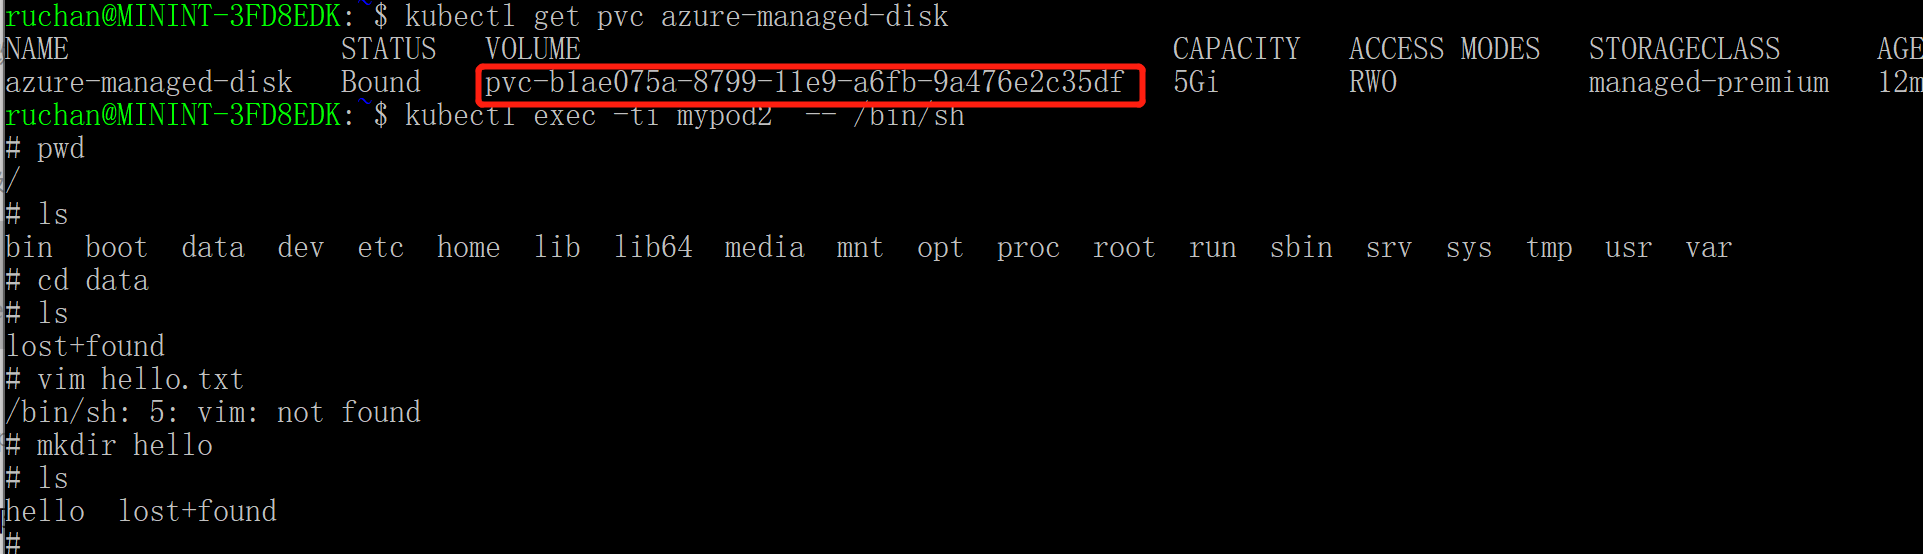 ruchan@MININT-3FD8EDK:~$ kubectl get pvc azure-managed-disk
NAME STATUS VOLUME CAPACITY ACCESS MODES STORAGECLASS AGE
azure-managed-disk Bound pvc-b1ae075a-8799-11e9-a6fb-9a476e2c35df 5Gi RWO managed-premium 12m
ruchan@MININT-3FD8EDK:~$ kubectl exec -ti mypod2  -- /bin/sh
# pwd
/
# ls
bin  boot  data  dev  etc  home  lib  lib64  media  mnt  opt  proc  root  run  sbin  srv  sys  tmp  usr  var
# cd data
# ls
lost+found
# vim hello.txt
/bin/sh: 5: vim: not found
# mkdir hello
# ls
hello  lost+found
#